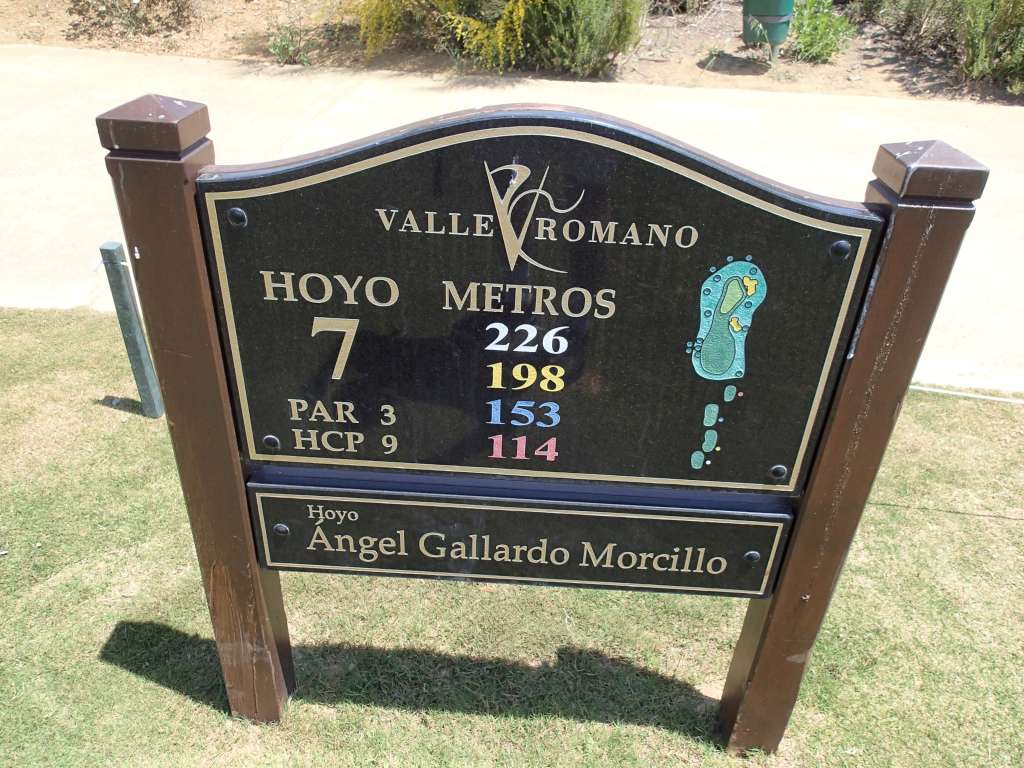 VALLE ROMANO
HOYO METROS
7
226
198
PAR 3 153
HCP 9 114
Hoyo
Ángel Gallardo Morcillo